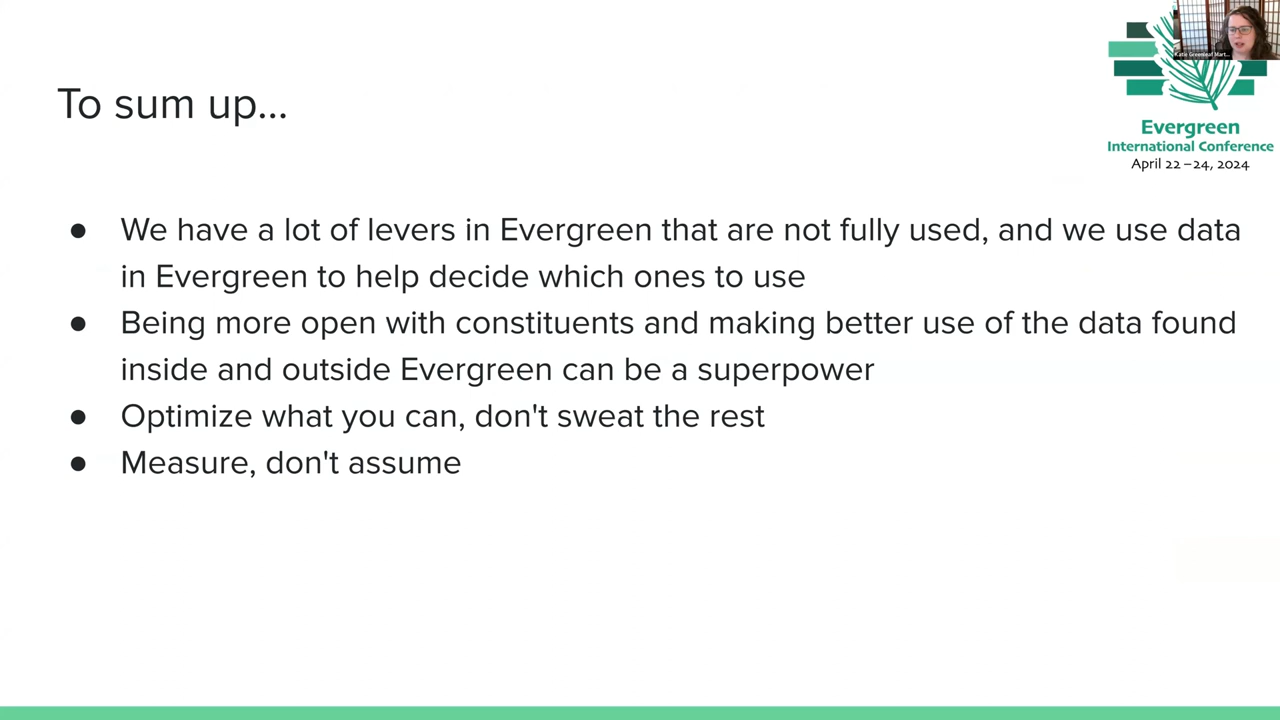 Katie Greenleaf Mart...
To sum up...
Evergreen
International Conference
April 22 – 24, 2024
● We have a lot of levers in Evergreen that are not fully used, and we use data
in Evergreen to help decide which ones to use
● Being more open with constituents and making better use of the data found
inside and outside Evergreen can be a superpower
● Optimize what you can, don't sweat the rest
● Measure, don't assume